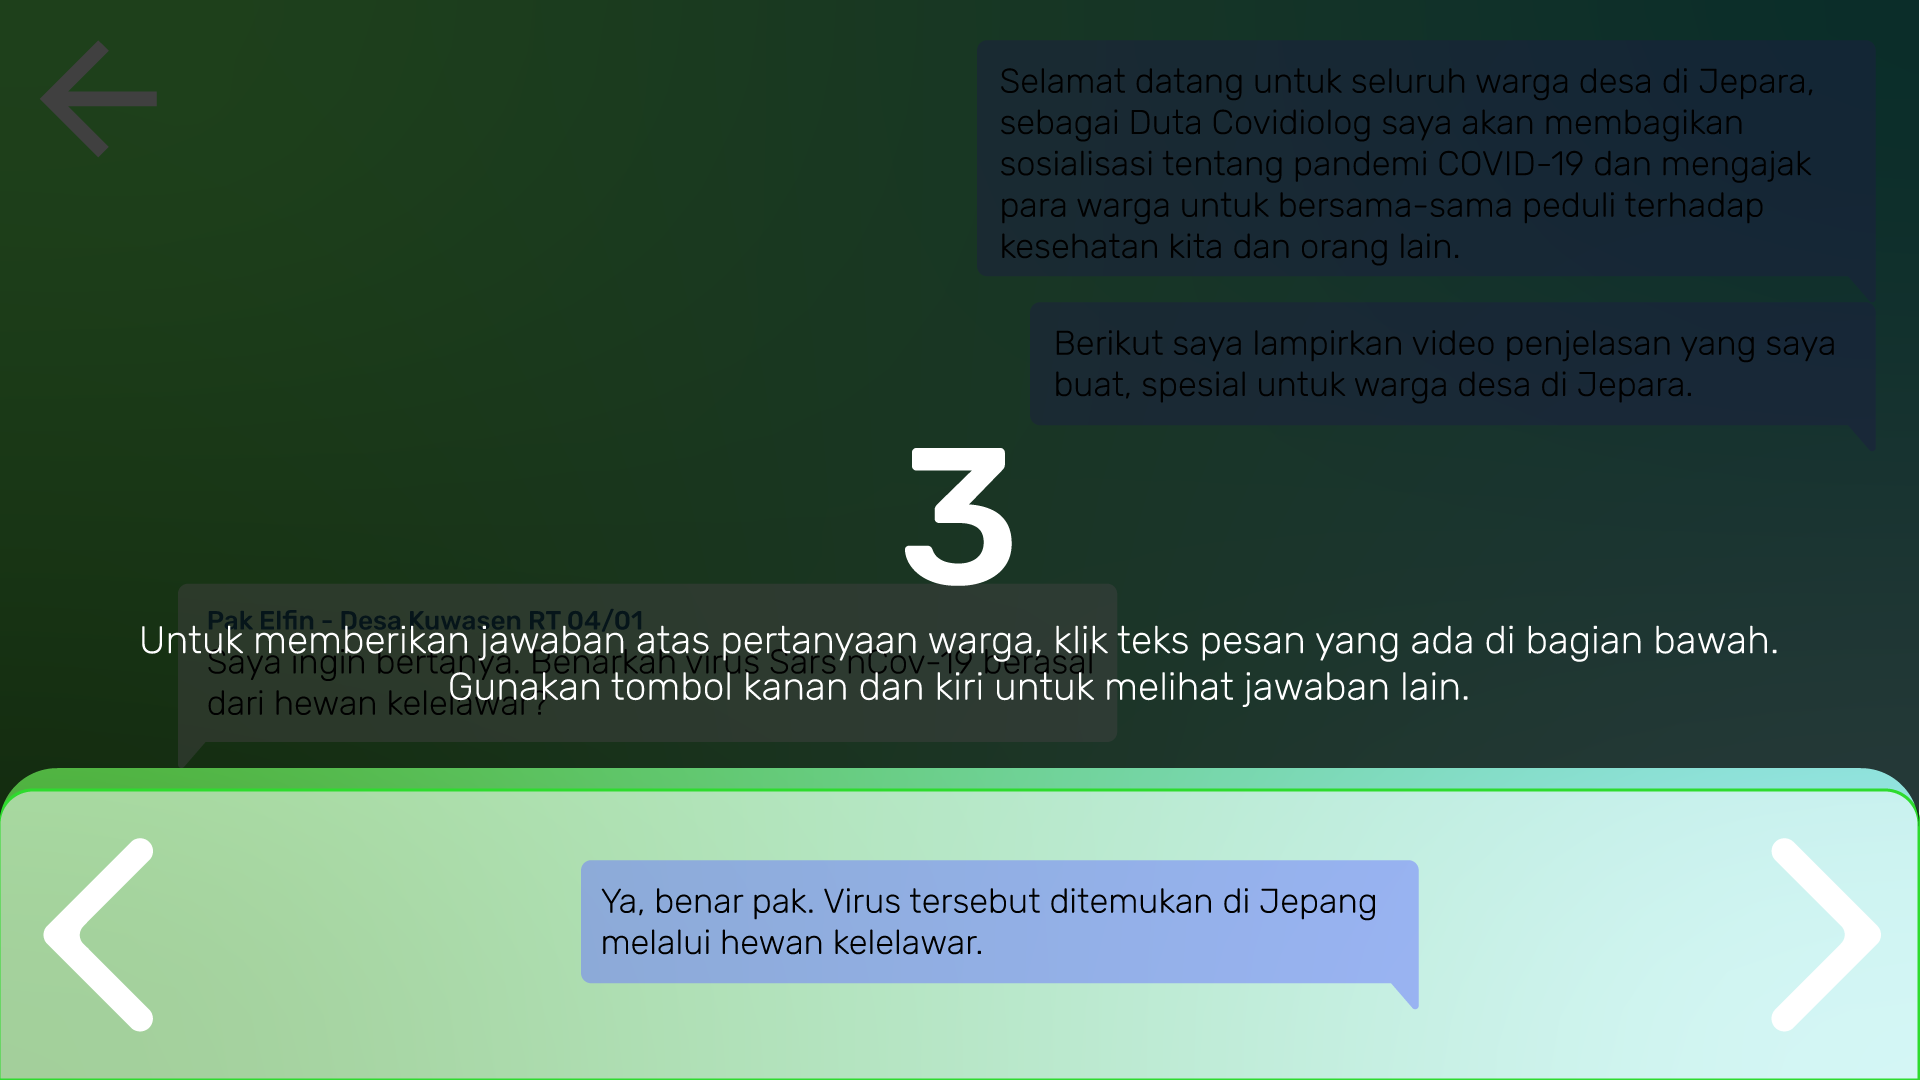 Selamat datang untuk seluruh warga desa di Jepara,
sebagai Duta Covidiolog saya akan membagikan
sosialisasi tentang pandemi COVID-19 dan mengajak
para warga untuk bersama-sama peduli terhadap
kesehatan kita dan orang lain.
Berikut saya lampirkan video penjelasan yang saya
buat, spesial untuk warga desa di Jepara.
3
Pak Elfin - Desa Kuwasen RT 04/01
Saya ingin bertanya. Benarkah virus Sars nCov-19 berasal
dari hewan kelelawar?
Untuk memberikan jawaban atas pertanyaan warga, klik teks pesan yang ada di bagian bawah.
Gunakan tombol kanan dan kiri untuk melihat jawaban lain.
Ya, benar pak. Virus tersebut ditemukan di Jepang
melalui hewan kelelawar.